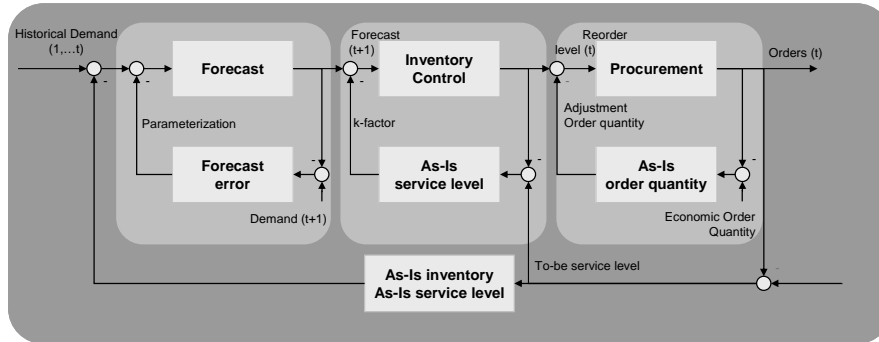 Historical Demand
(1,...t)
Forecast
Parameterization
Forecast
error
Demand (t+1)
Forecast
(t+1)
Inventory
Control
k-factor
As-Is
service level
Reorder
level (t)
Procurement
Orders (t)
Adjustment
Order quantity
As-Is
order quantity
Economic Order
Quantity
To-be service level
As-Is inventory
As-Is service level